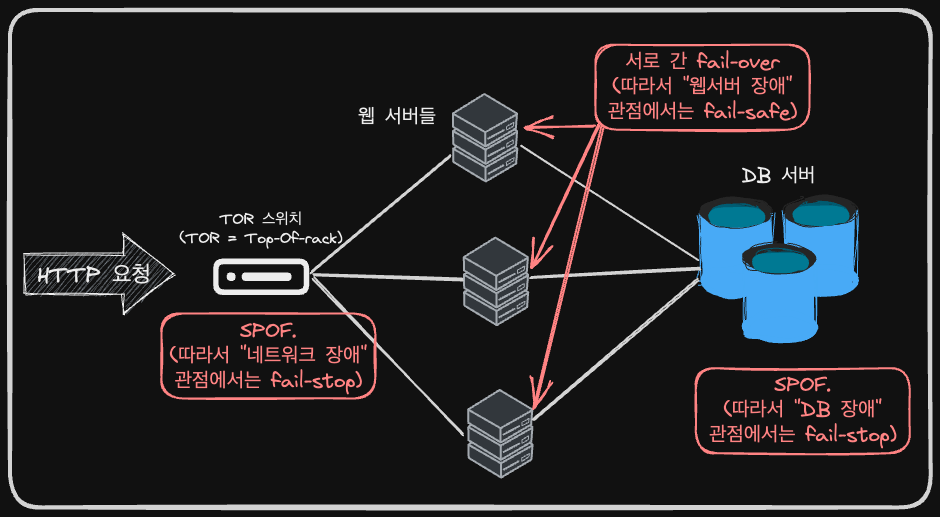 서로 간 fail-over
(따라서 "웹서버 장애"
관점에서는 fail-safe)
웹 서버들
DB 서버
TOR 스위치
(TOR = Top-Of-rack)
HTTP 요청
SPOF.
(따라서 "네트워크 장애"
관점에서는 fail-stop)
SPOF.
(따라서 "DB 장애"
관점에서는 fail-stop)